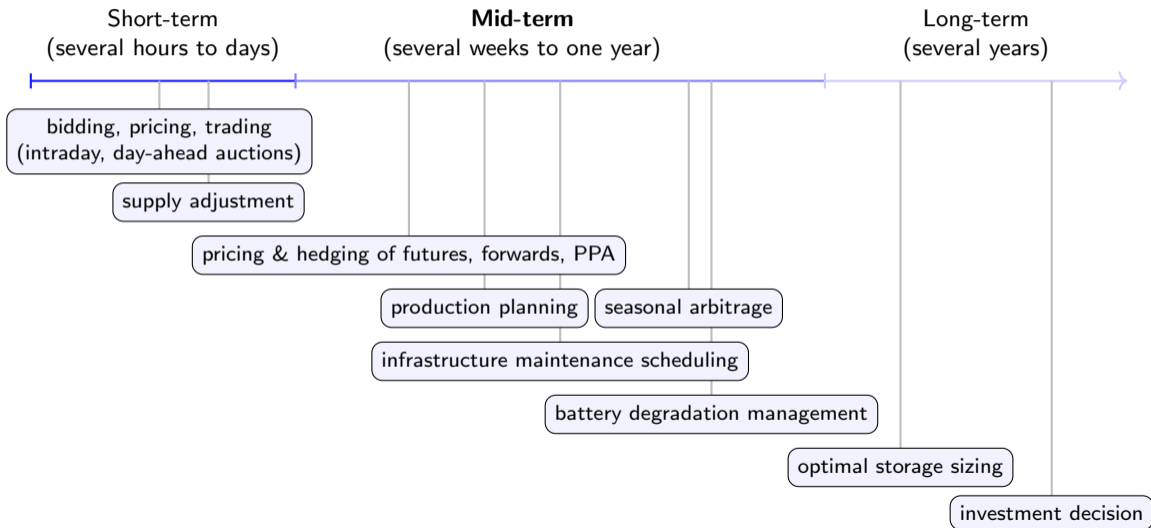 Short-term
(several hours to days)
Mid-term
(several weeks to one year)
Long-term
(several years)
bidding, pricing, trading
(intraday, day-ahead auctions)
supply adjustment
pricing & hedging of futures, forwards, PPA
production planning
seasonal arbitrage
infrastructure maintenance scheduling
battery degradation management
optimal storage sizing
investment decision